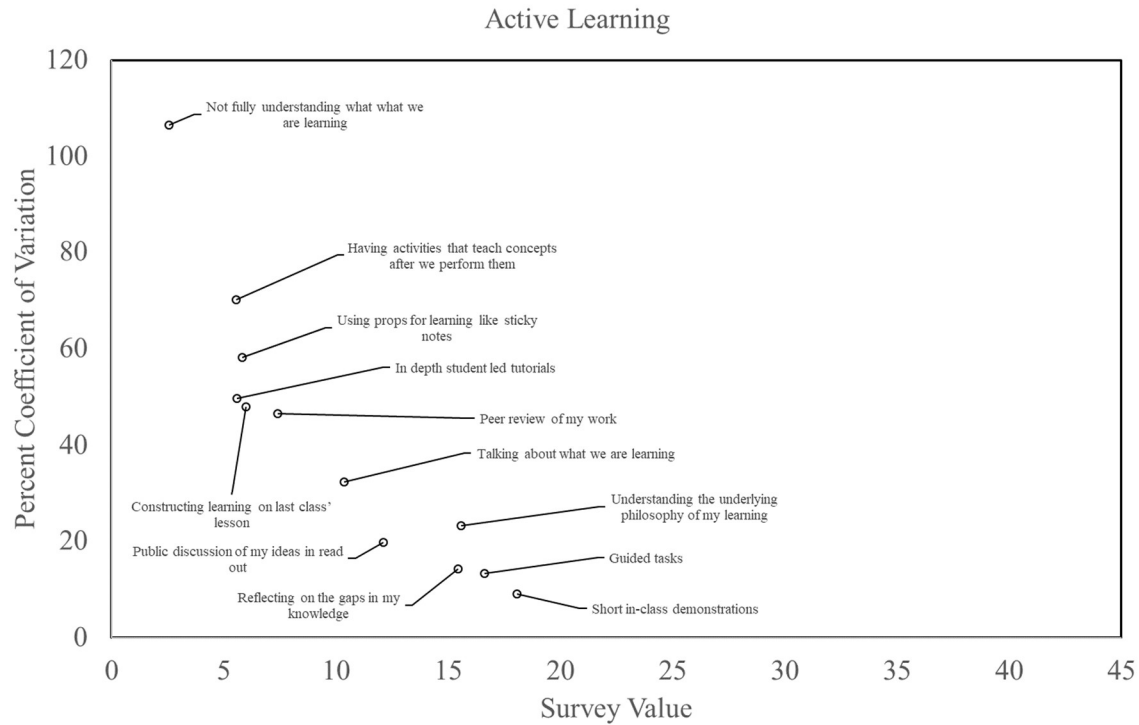 Active Learning
120
100
80
60
40
20
0
Percent Coefficient of Variation
Not fully understanding what what we
are learning
Having activities that teach concepts
after we perform them
Using props for learning like sticky
notes
In depth student led tutorials
Peer review of my work
Talking about what we are learning
Constructing learning on last class’
lesson
Understanding the underlying
philosophy of my learning
Public discussion of my ideas in read
out
Guided tasks
Reflecting on the gaps in my
knowledge
Short in-class demonstrations
0 5 10 15 20 25 30 35 40 45
Survey Value